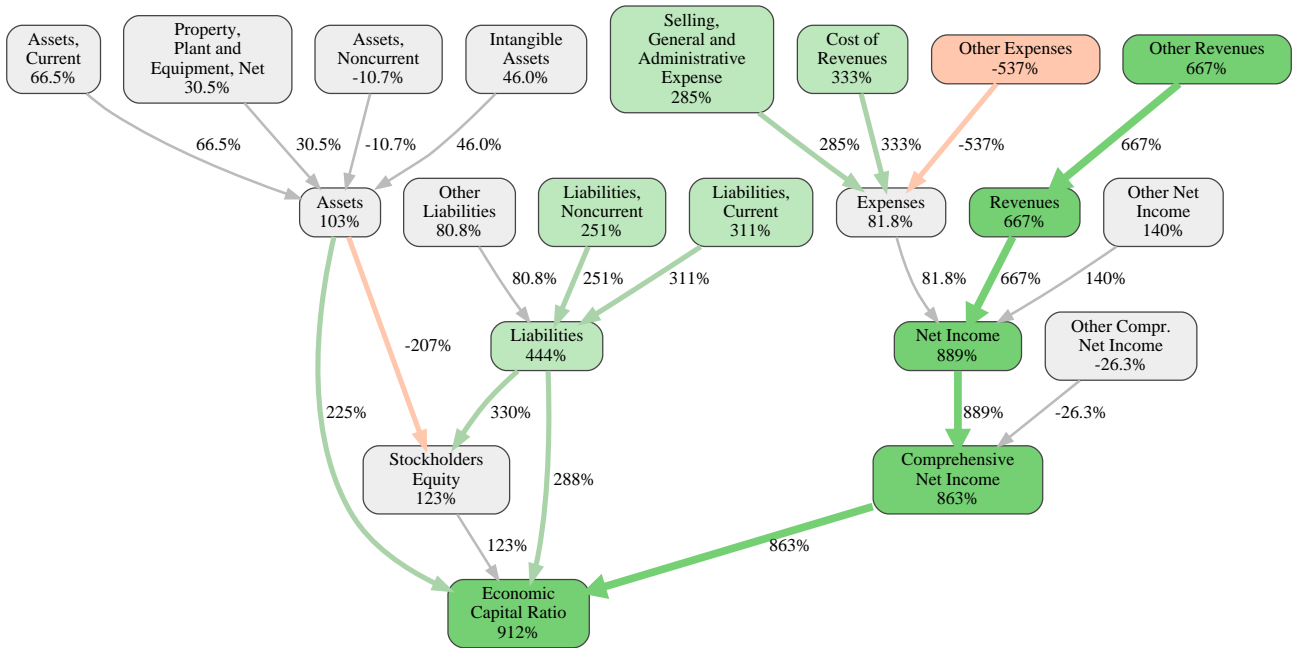 Assets,
Current
66.5%
Property,
Plant and
Equipment, Net
30.5%
Assets,
Noncurrent
-10.7%
Intangible
Assets
46.0%
Selling,
General and
Administrative
Expense
285%
Cost of
Revenues
333%
Other Expenses
-537%
Other Revenues
667%
66.5%
30.5%
-10.7%
46.0%
285%
333%
-537%
667%
Assets
103%
Other
Liabilities
80.8%
Liabilities,
Noncurrent
251%
Liabilities,
Current
311%
Expenses
81.8%
Revenues
667%
Other Net
Income
140%
80.8%
251%
311%
81.8%
667%
140%
-207%
Liabilities
444%
Net Income
889%
Other Compr.
Net Income
-26.3%
225%
330%
889%
-26.3%
Stockholders
Equity
123%
288%
Comprehensive
Net Income
863%
123%
863%
Economic
Capital Ratio
912%